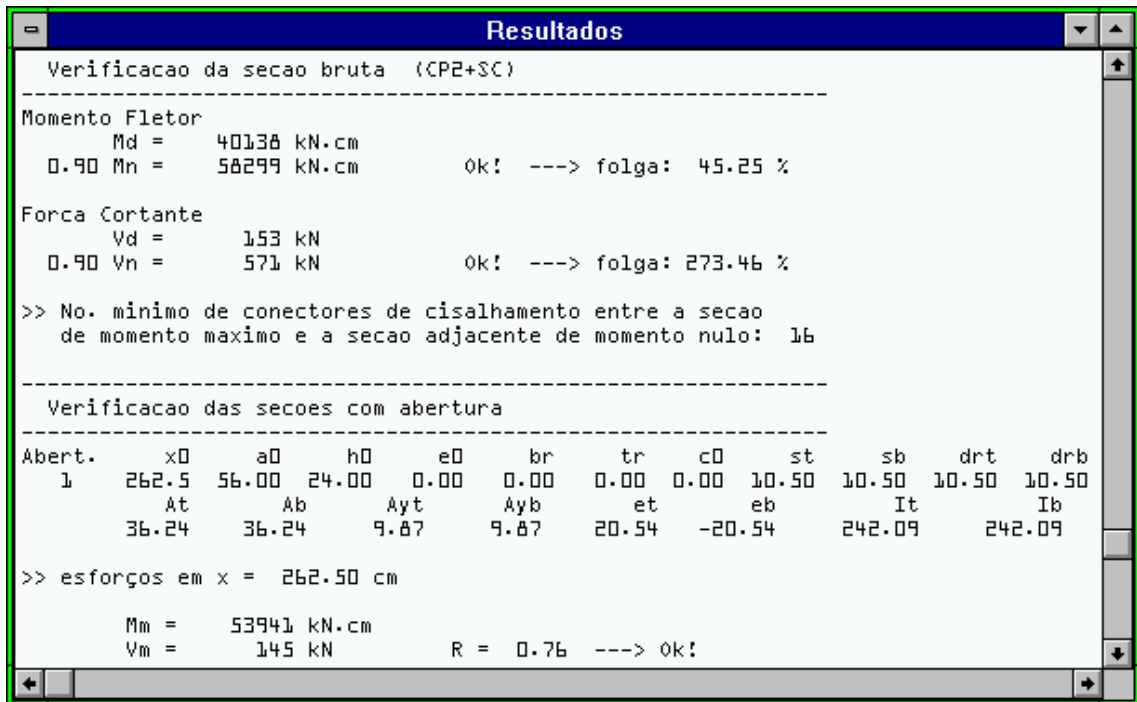 Resultados
Verificacao da secao bruta (CP2+SC)
---------------------------------------------------------------
Momento Fletor
Md = 40138 kN.cm
0.90 Mn = 58299 kN.cm Ok! ---> folga: 45.25 %
Forca Cortante
Vd = 153 kN
0.90 Vn = 571 kN Ok! ---> folga: 273.46 %
>> No. minimo de conectores de cisalhamento entre a secao
de momento maximo e a secao adjacente de momento nulo: 16
---------------------------------------------------------------
Verificacao das secoes com abertura
---------------------------------------------------------------
Abert. x0 a0 h0 e0 br tr c0 st sb drt drb
1 262.5 56.00 24.00 0.00 0.00 0.00 0.00 10.50 10.50 10.50 10.50
At Ab Ayt Ayb et eb It Ib
36.24 36.24 9.87 9.87 20.54 -20.54 242.09 242.09
>> esforços em x = 262.50 cm
Mm = 53941 kN.cm
Vm = 145 kN R = 0.76 ---> Ok!